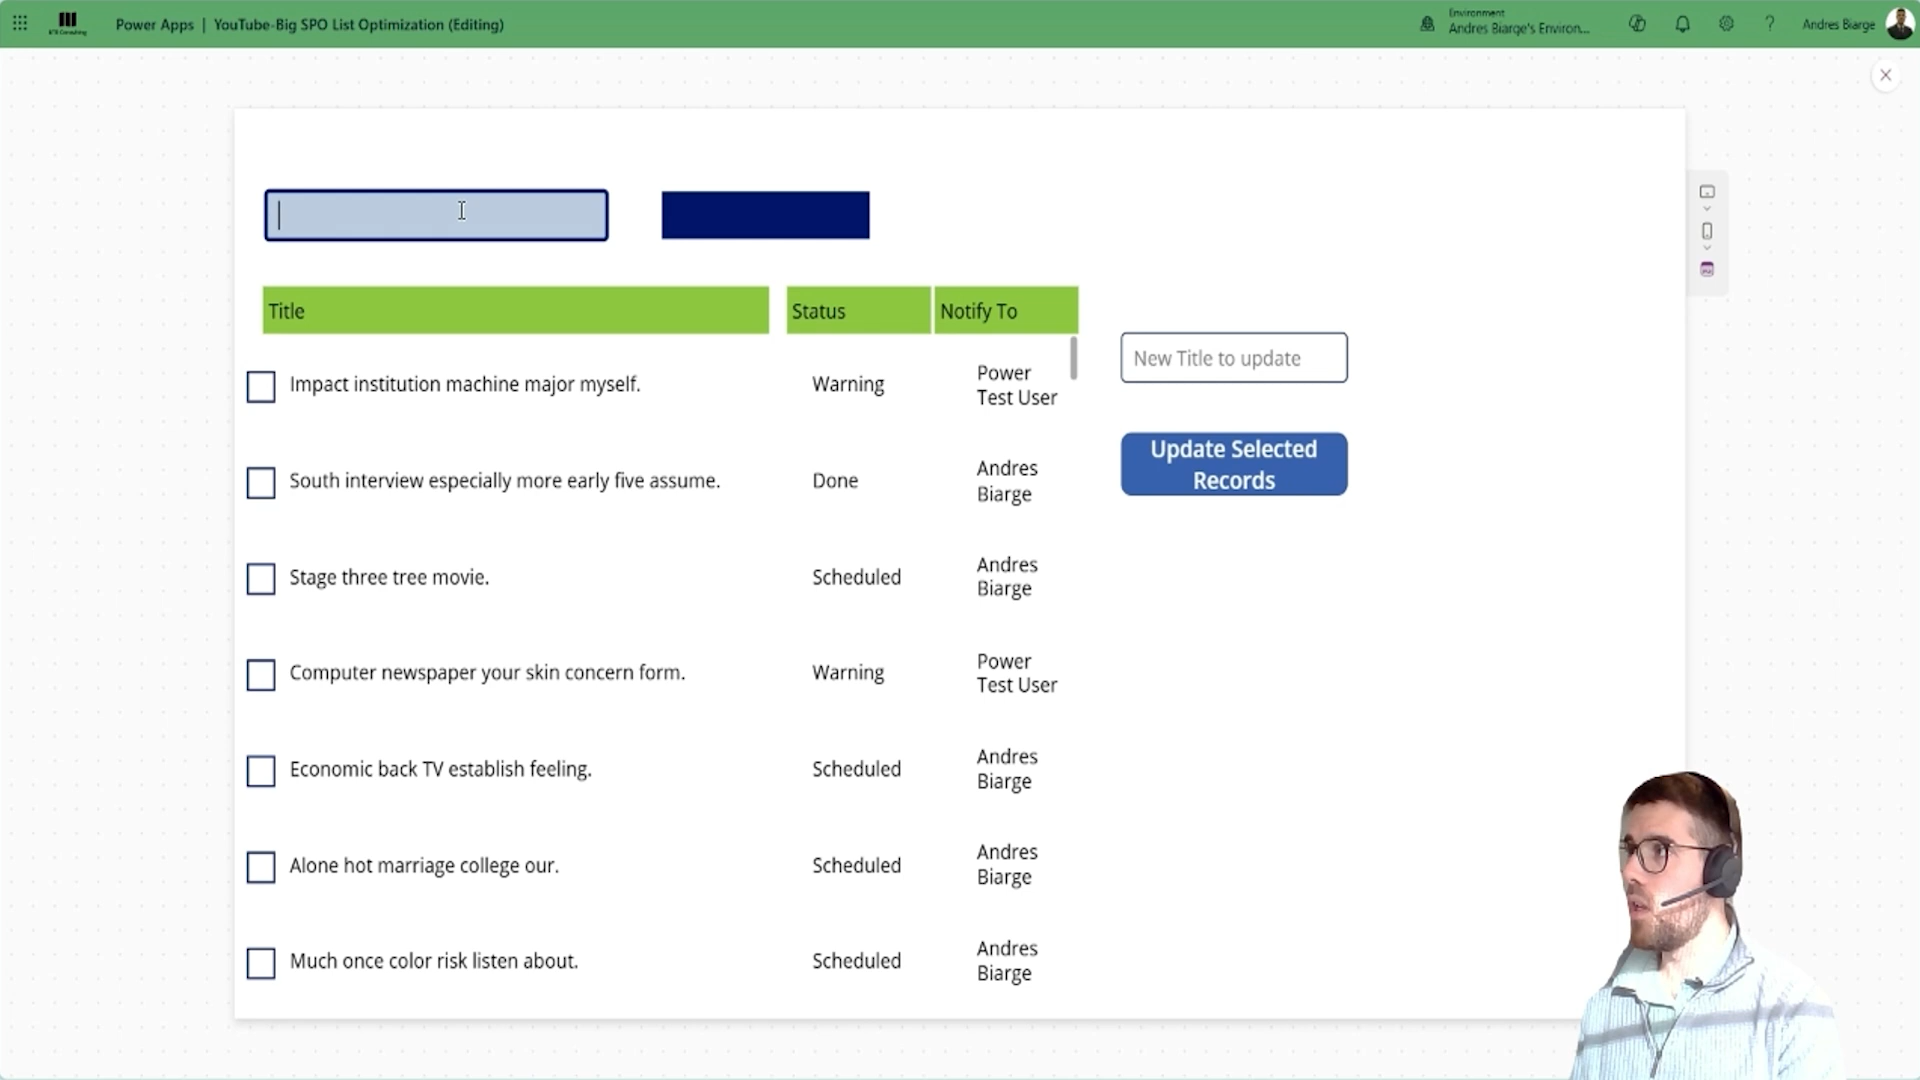 Power Apps | YouTube-Big SPO List Optimization (Editing)
Environment
Andres Biarge's Environ...
Andres Biarge
Title
Status
Notify To
Impact institution machine major myself.
Warning
Power
Test User
South interview especially more early five assume.
Done
Andres
Biarge
Stage three tree movie.
Scheduled
Andres
Biarge
Computer newspaper your skin concern form.
Warning
Power
Test User
Economic back TV establish feeling.
Scheduled
Andres
Biarge
Alone hot marriage college our.
Scheduled
Andres
Biarge
Much once color risk listen about.
Scheduled
Andres
Biarge
New Title to update
Update Selected
Records